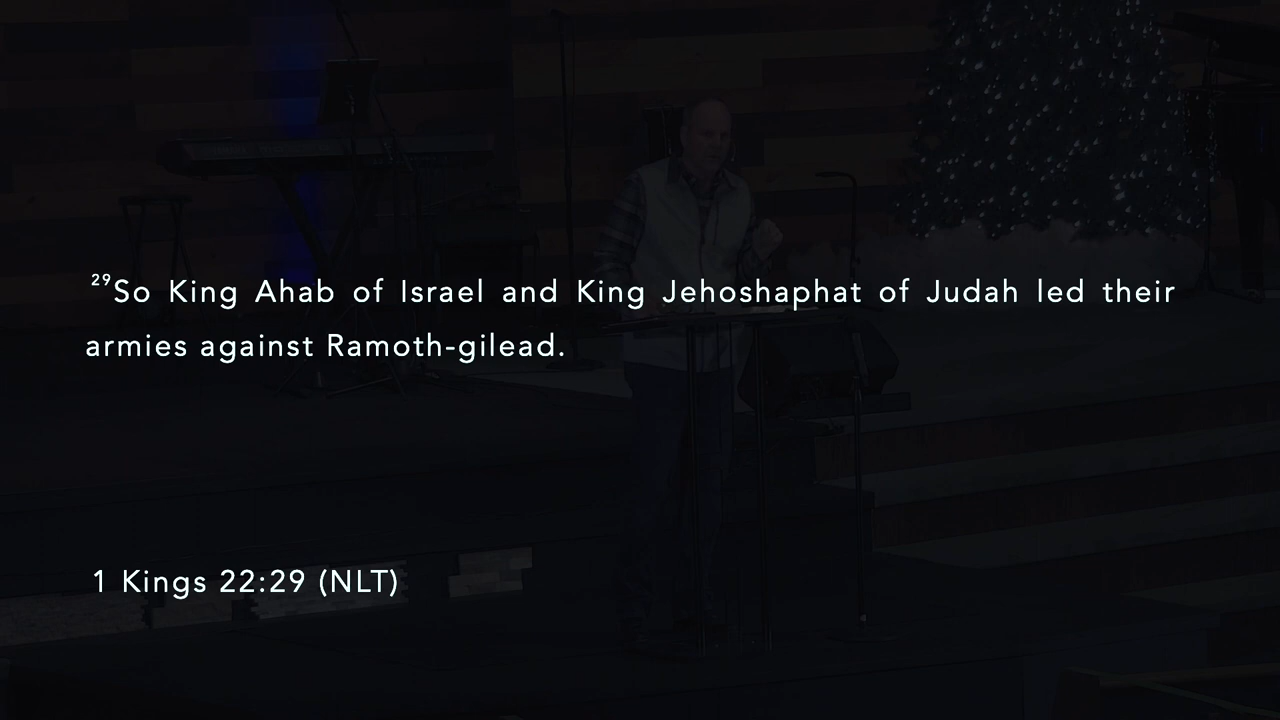 29So King Ahab of Israel and King Jehoshaphat of Judah led their
armies against Ramoth-gilead.
1 Kings 22:29 (NLT)